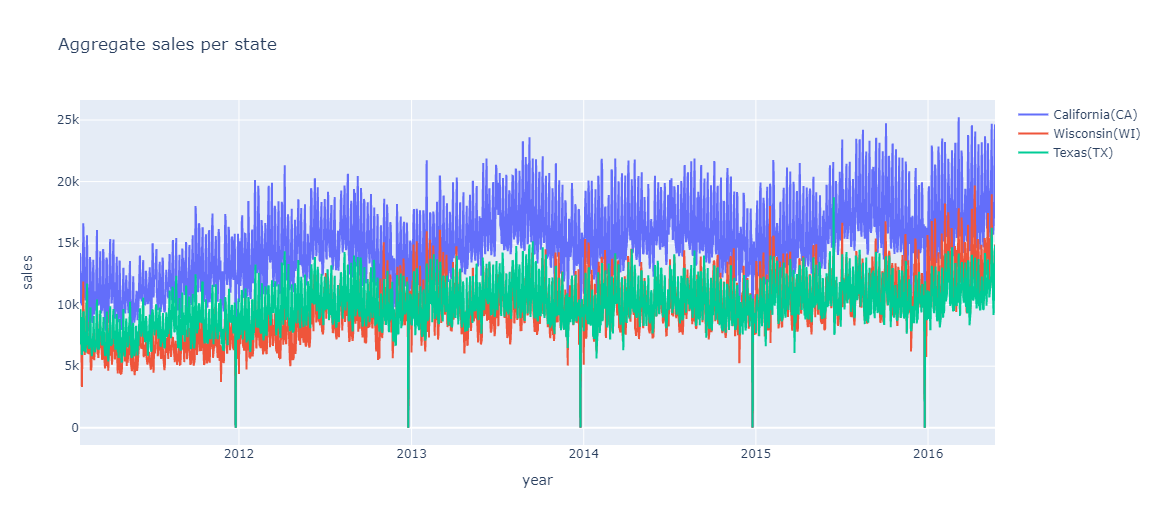 Aggregate sales per state
25k
20k
15k
10k
5k
0
sales
2012
2013
2014
2015
2016
year
California(CA)
Wisconsin(WI)
Texas(TX)